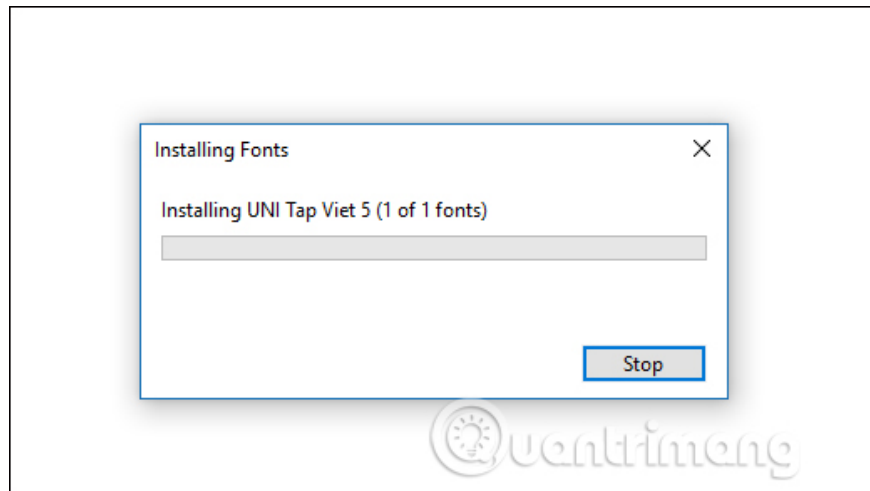 Installing Fonts
Installing UNI Tap Viet 5 (1 of 1 fonts)
Stop
Quantrimang